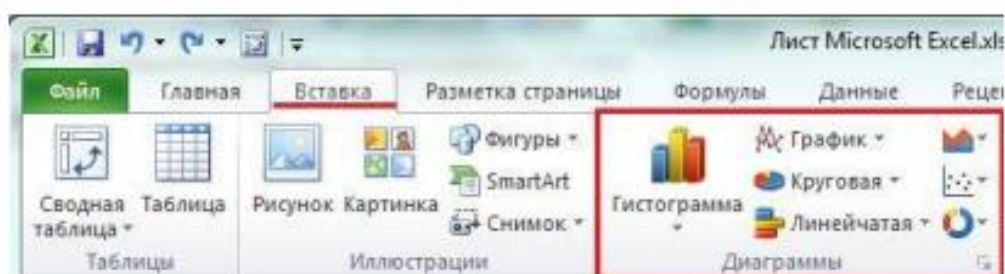 Лист Microsoft Excel.xls
Файл Главная Вставка Разметка страницы Формулы Данные Рецен
Сводная таблица
Таблица
Рисунок
Картинка
Фигуры
SmartArt
Снимок
Гистограмма
График
Круговая
Линейчатая
Таблицы Иллюстрации Диаграммы